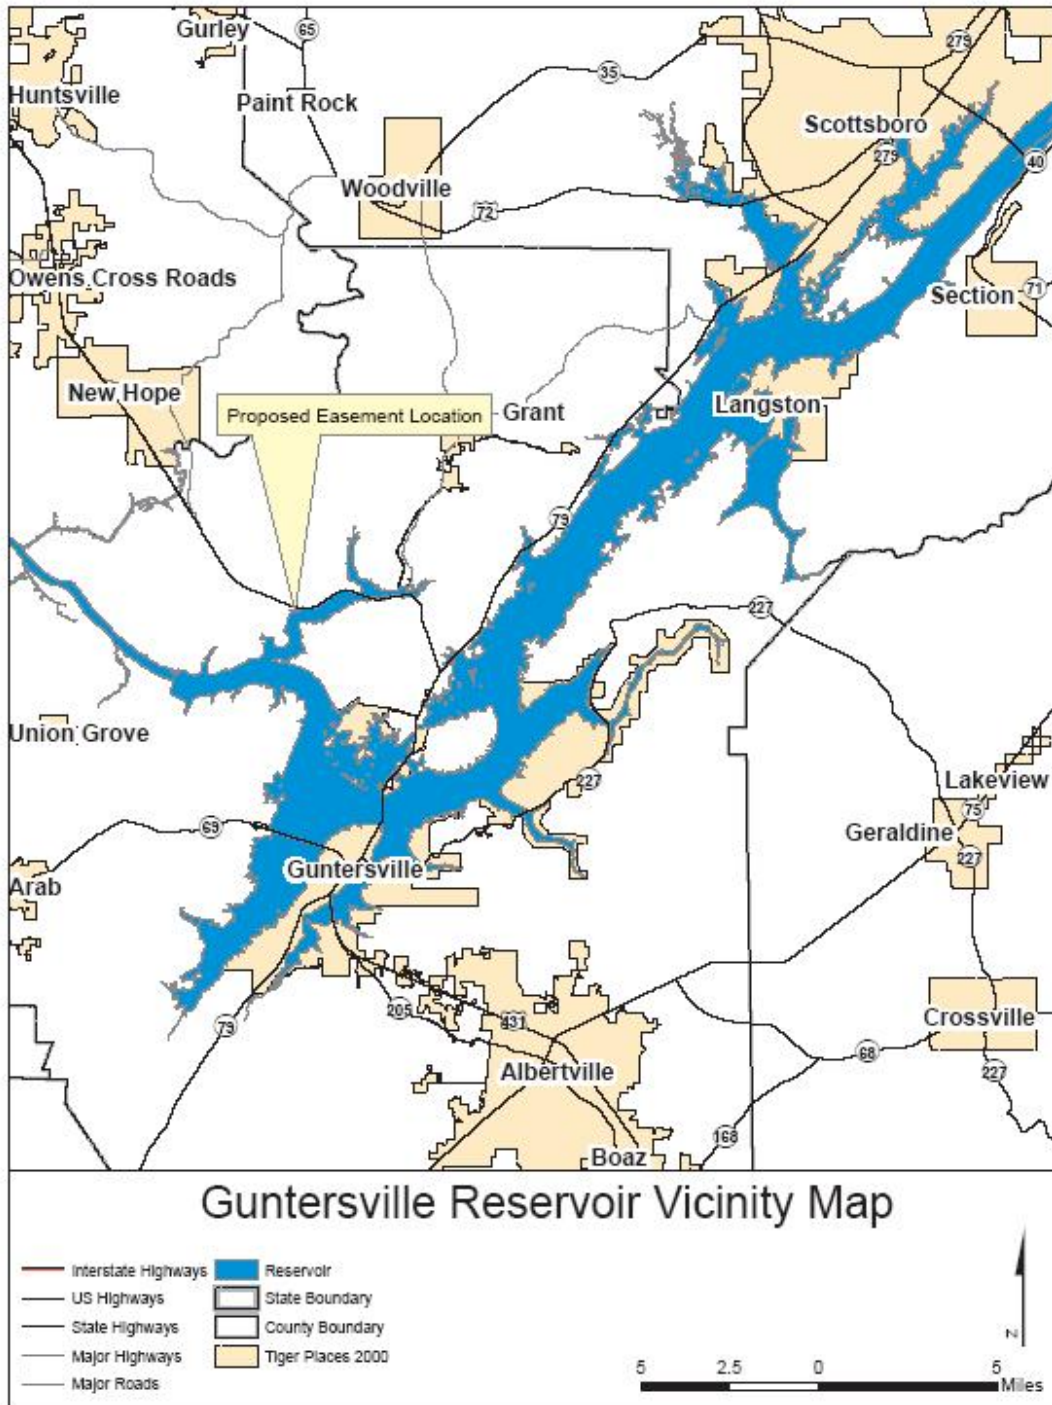 Gurley
65
279
35
Huntsville
Paint Rock
Scottsboro
279
40
Woodville
72
Owens Cross Roads
Section
71
New Hope
Proposed Easement Location
Grant
Langston
79
227
Union Grove
Lakeview
227
75
69
Geraldine
227
Guntersville
Arab
205
431
79
Crossville
68
Albertville
227
168
Boaz
Guntersville Reservoir Vicinity Map
Interstate Highways
Reservoir
US Highways
State Boundary
State Highways
County Boundary
Major Highways
Tiger Places 2000
Major Roads
N
5 2.5 0 5
Miles